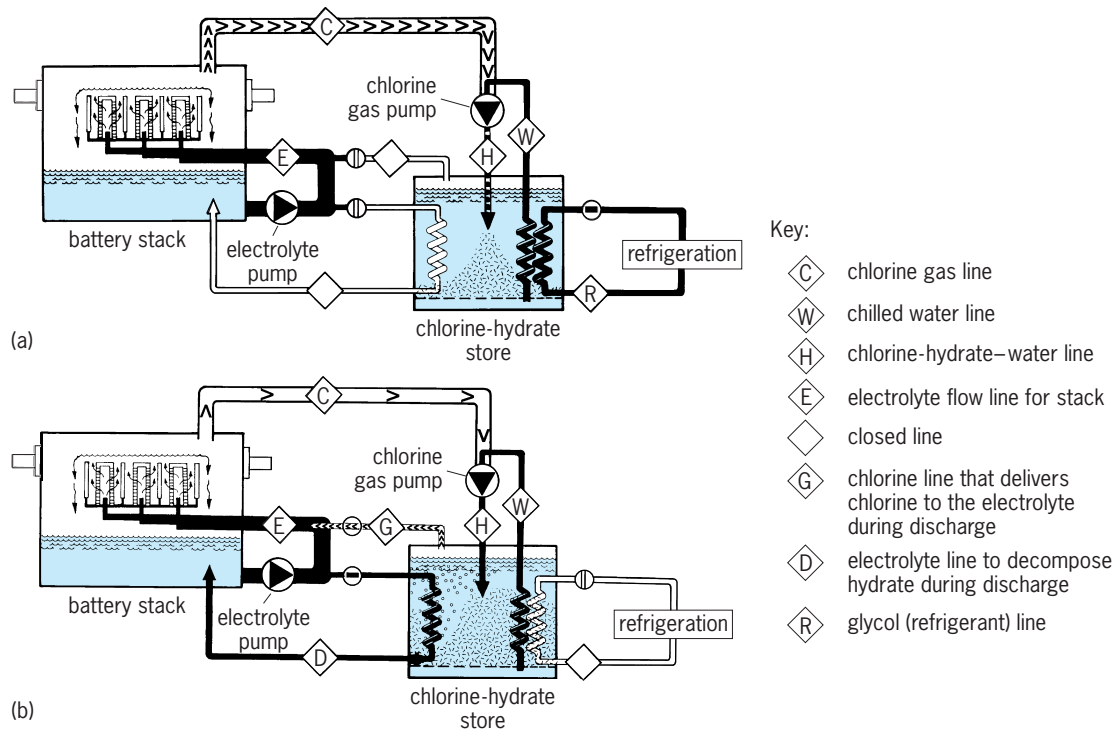 C
chlorine
gas pump
H
W
E
battery stack
electrolyte
pump
refrigeration
R
chlorine-hydrate
store
(a)
C
chlorine
gas pump
H
W
E
G
battery stack
electrolyte
pump
refrigeration
D
chlorine-hydrate
store
(b)
Key:
C chlorine gas line
W chilled water line
H chlorine-hydrate–water line
E electrolyte flow line for stack
closed line
G chlorine line that delivers
chlorine to the electrolyte
during discharge
D electrolyte line to decompose
hydrate during discharge
R glycol (refrigerant) line